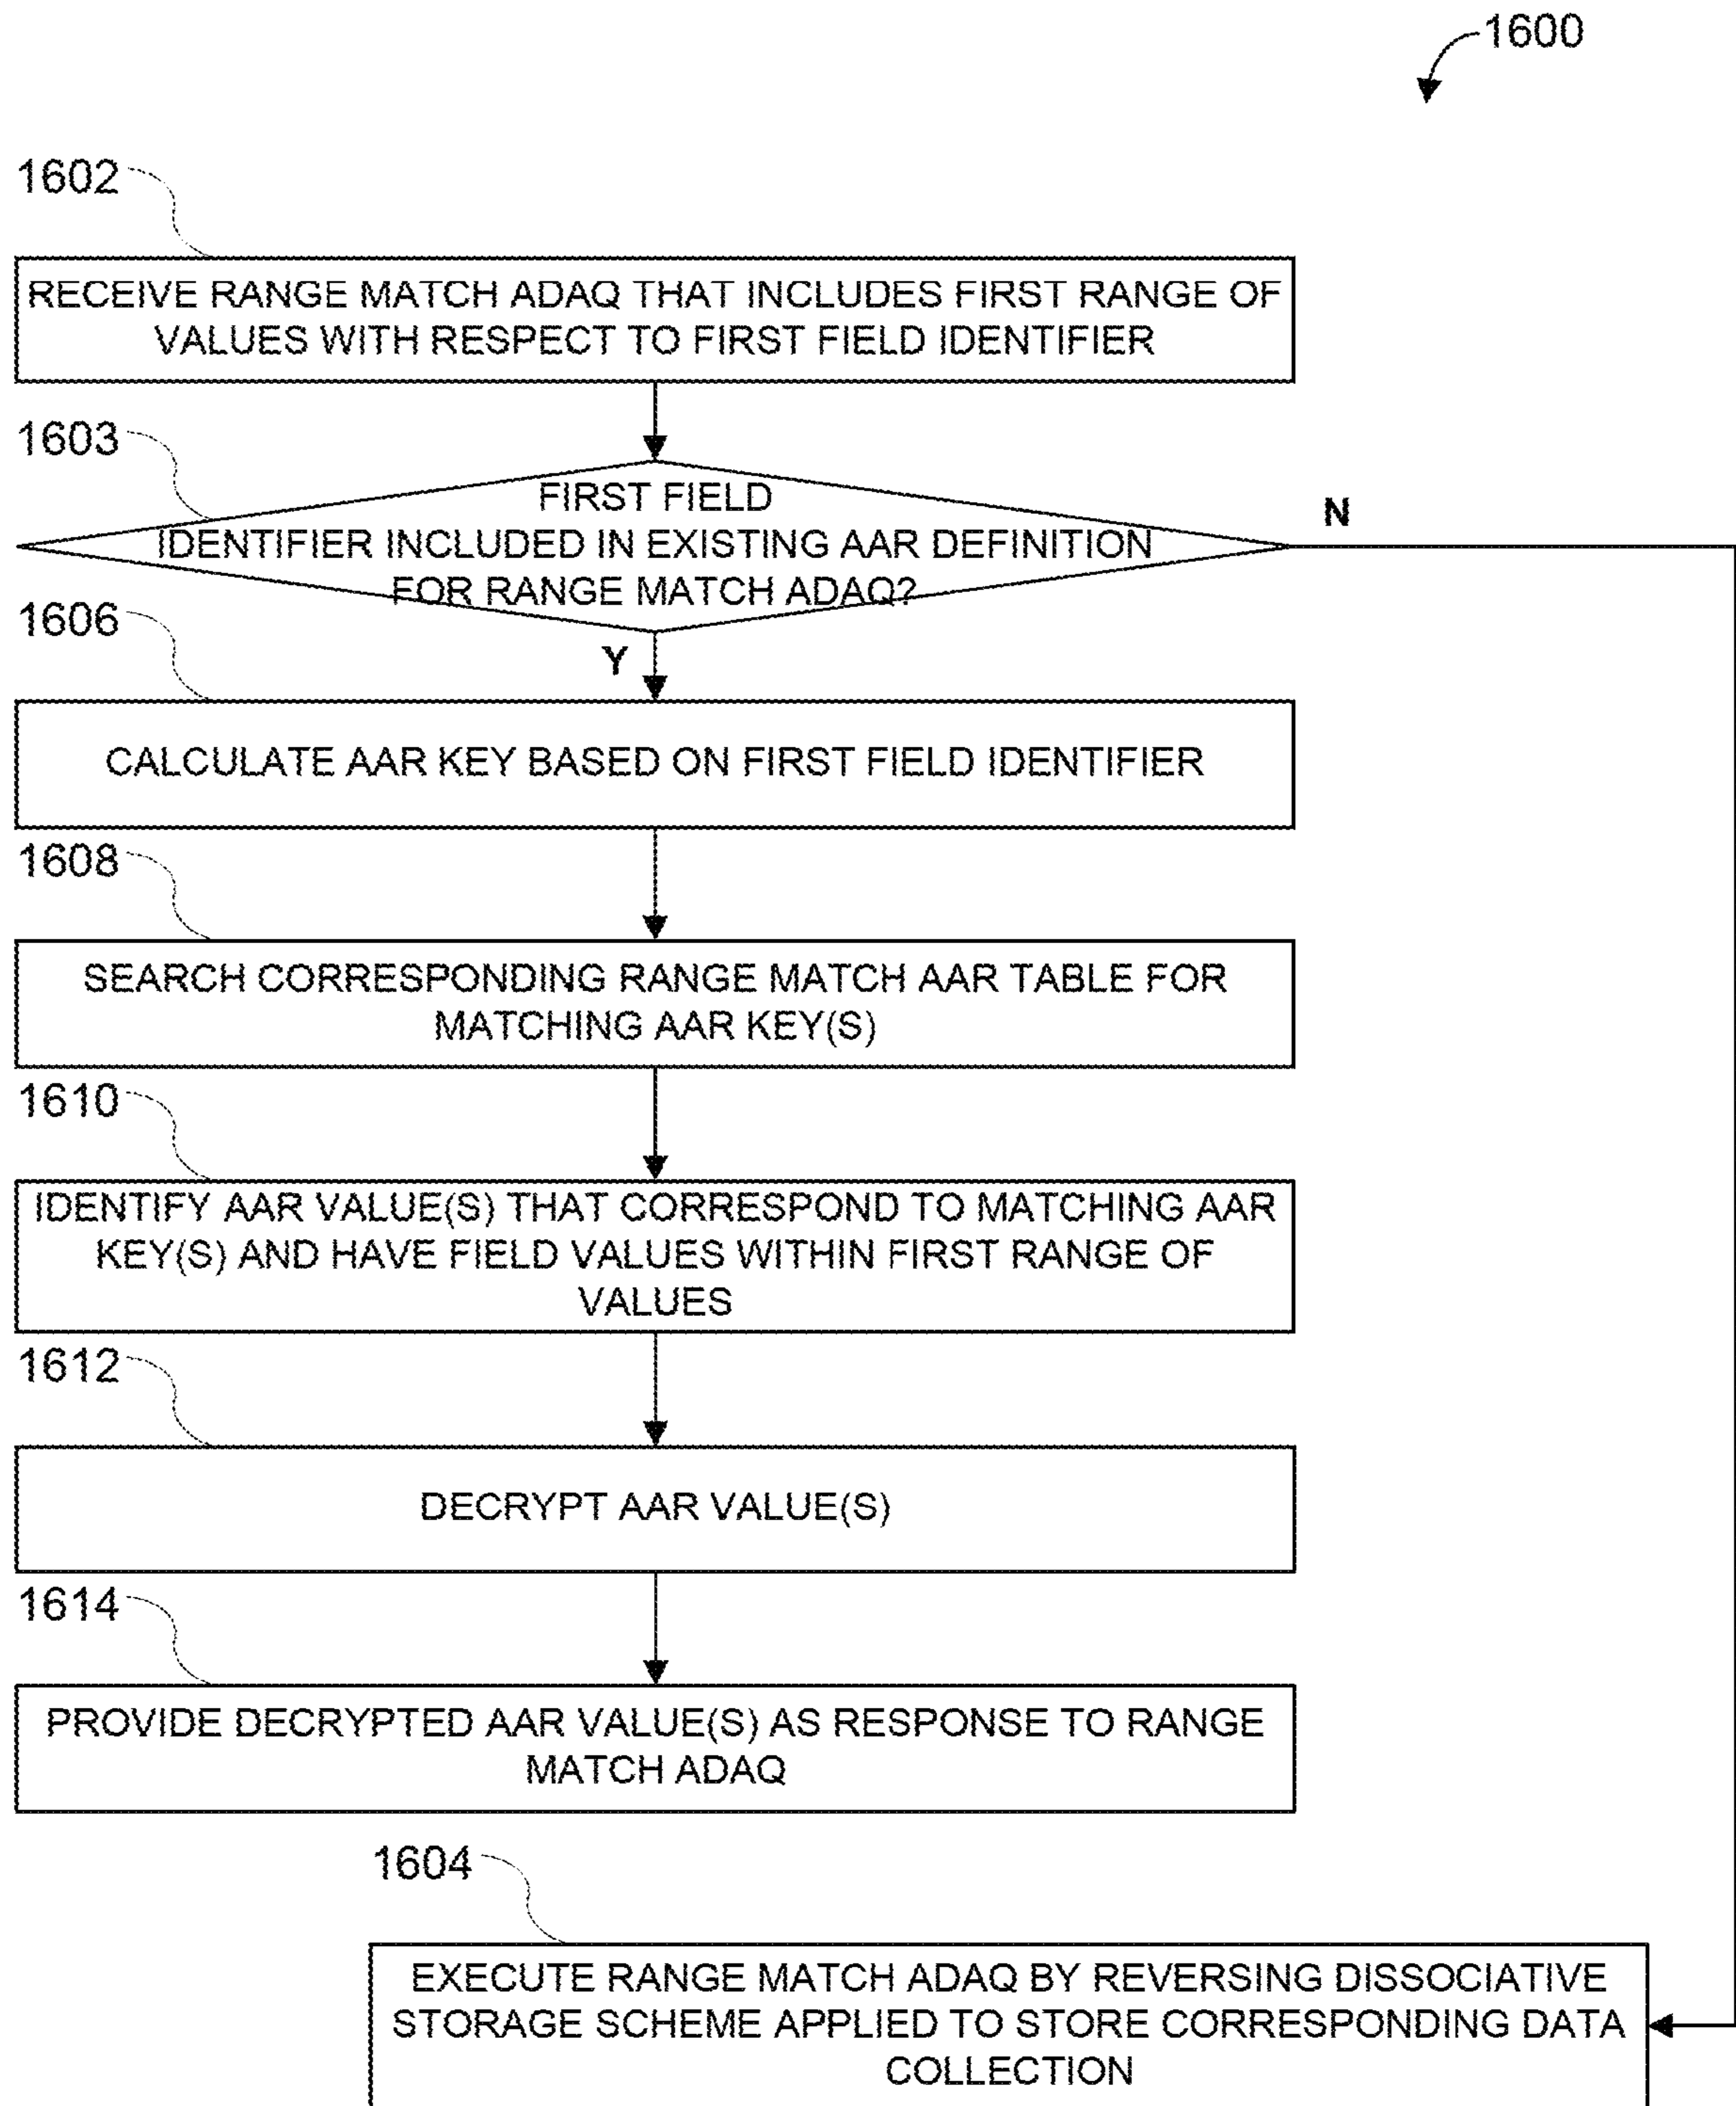 1600
1602
RECEIVE RANGE MATCH ADAQ THAT INCLUDES FIRST RANGE OF
VALUES WITH RESPECT TO FIRST FIELD IDENTIFIER
1603
FIRST FIELD
IDENTIFIER INCLUDED IN EXISTING AAR DEFINITION
FOR RANGE MATCH ADAQ?
N
1606
Y
CALCULATE AAR KEY BASED ON FIRST FIELD IDENTIFIER
1608
SEARCH CORRESPONDING RANGE MATCH AAR TABLE FOR
MATCHING AAR KEY(S)
1610
IDENTIFY AAR VALUE(S) THAT CORRESPOND TO MATCHING AAR
KEY(S) AND HAVE FIELD VALUES WITHIN FIRST RANGE OF
VALUES
1612
DECRYPT AAR VALUE(S)
1614
PROVIDE DECRYPTED AAR VALUE(S) AS RESPONSE TO RANGE
MATCH ADAQ
1604
EXECUTE RANGE MATCH ADAQ BY REVERSING DISSOCIATIVE
STORAGE SCHEME APPLIED TO STORE CORRESPONDING DATA
COLLECTION